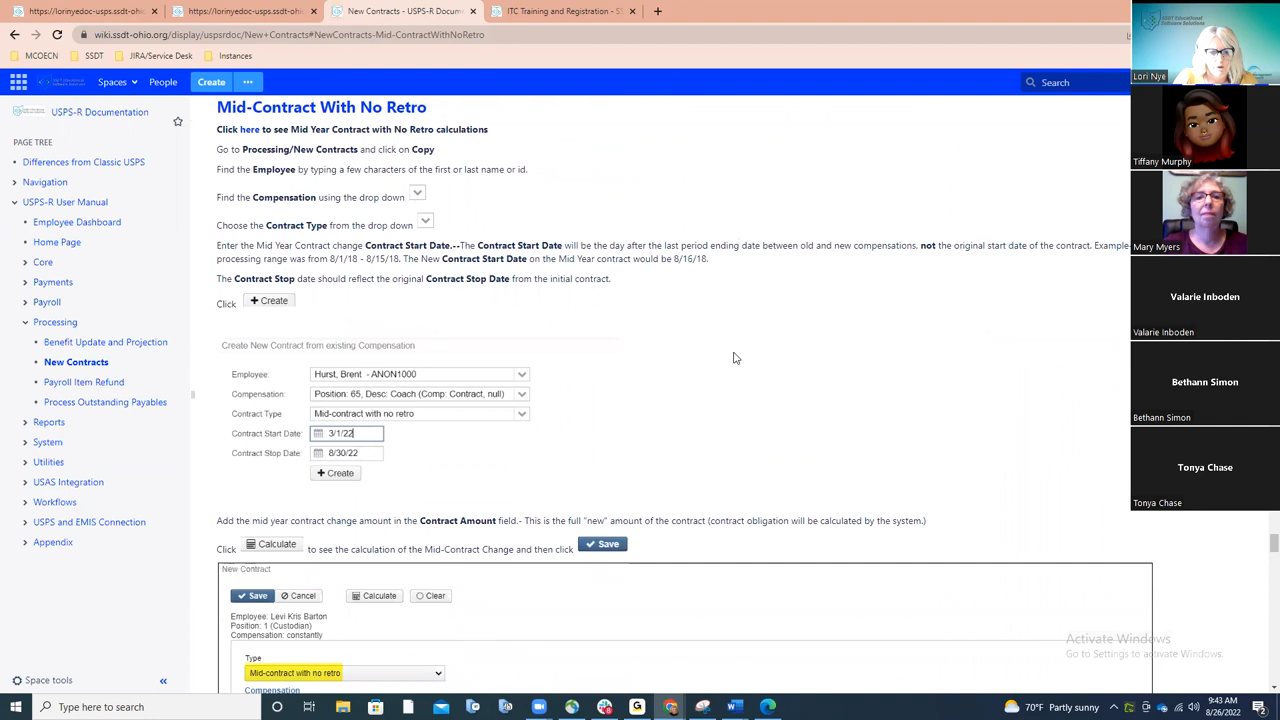 https:/
https://wiki.ssdt-ohio.org/displa
New Contracts - USPS-R Docum
ITC Training and Registration - SS
wiki.ssdt-ohio.org/display/uspsrdoc/New+Contracts#NewContracts-Mid-ContractWithNoRetro
MCOECN
SSDT
JIRA/Service Desk
Instances
Spaces
People
Create
Search
USPS-R Documentation
PAGE TREE
Differences from Classic USPS
Navigation
USPS-R User Manual
Employee Dashboard
Home Page
Core
Payments
Payroll
Processing
Benefit Update and Projection
New Contracts
Payroll Item Refund
Process Outstanding Payables
Reports
System
Utilities
USAS Integration
Workflows
USPS and EMIS Connection
Appendix
Space tools
Mid-Contract With No Retro
Click here to see Mid Year Contract with No Retro calculations
Go to Processing/New Contracts and click on Copy
Find the Employee by typing a few characters of the first or last name or id.
Find the Compensation using the drop down
Choose the Contract Type from the drop down
Enter the Mid Year Contract change Contract Start Date.--The Contract Start Date will be the day after the last period ending date between old and new compensations, not the original start date of the contract. Example
processing range was from 8/1/18 - 8/15/18. The New Contract Start Date on the Mid Year contract would be 8/16/18.
The Contract Stop date should reflect the original Contract Stop Date from the initial contract.
Click + Create
Create New Contract from existing Compensation
Employee: Hurst, Brent - ANON1000
Compensation: Position: 65, Desc: Coach (Comp: Contract, null)
Contract Type Mid-contract with no retro
Contract Start Date: 3/1/22
Contract Stop Date: 8/30/22
+ Create
Add the mid year contract change amount in the Contract Amount field.- This is the full "new" amount of the contract (contract obligation will be calculated by the system.)
Click Calculate to see the calculation of the Mid-Contract Change and then click Save
New Contract
Save Cancel Calculate Clear
Employee: Levi Kris Barton
Position: 1 (Custodian)
Compensation: constantly
Type
Mid-contract with no retro
Compensation
SSDT Educational
Software Solutions
Lori Nye
Tiffany Murphy
Mary Myers
Valarie Inboden
Valarie Inboden
Bethann Simon
Bethann Simon
Tonya Chase
Tonya Chase
Activate Windows
Go to Settings to activate Windows.
Type here to search
70°F Partly sunny
9:43 AM
8/26/2022